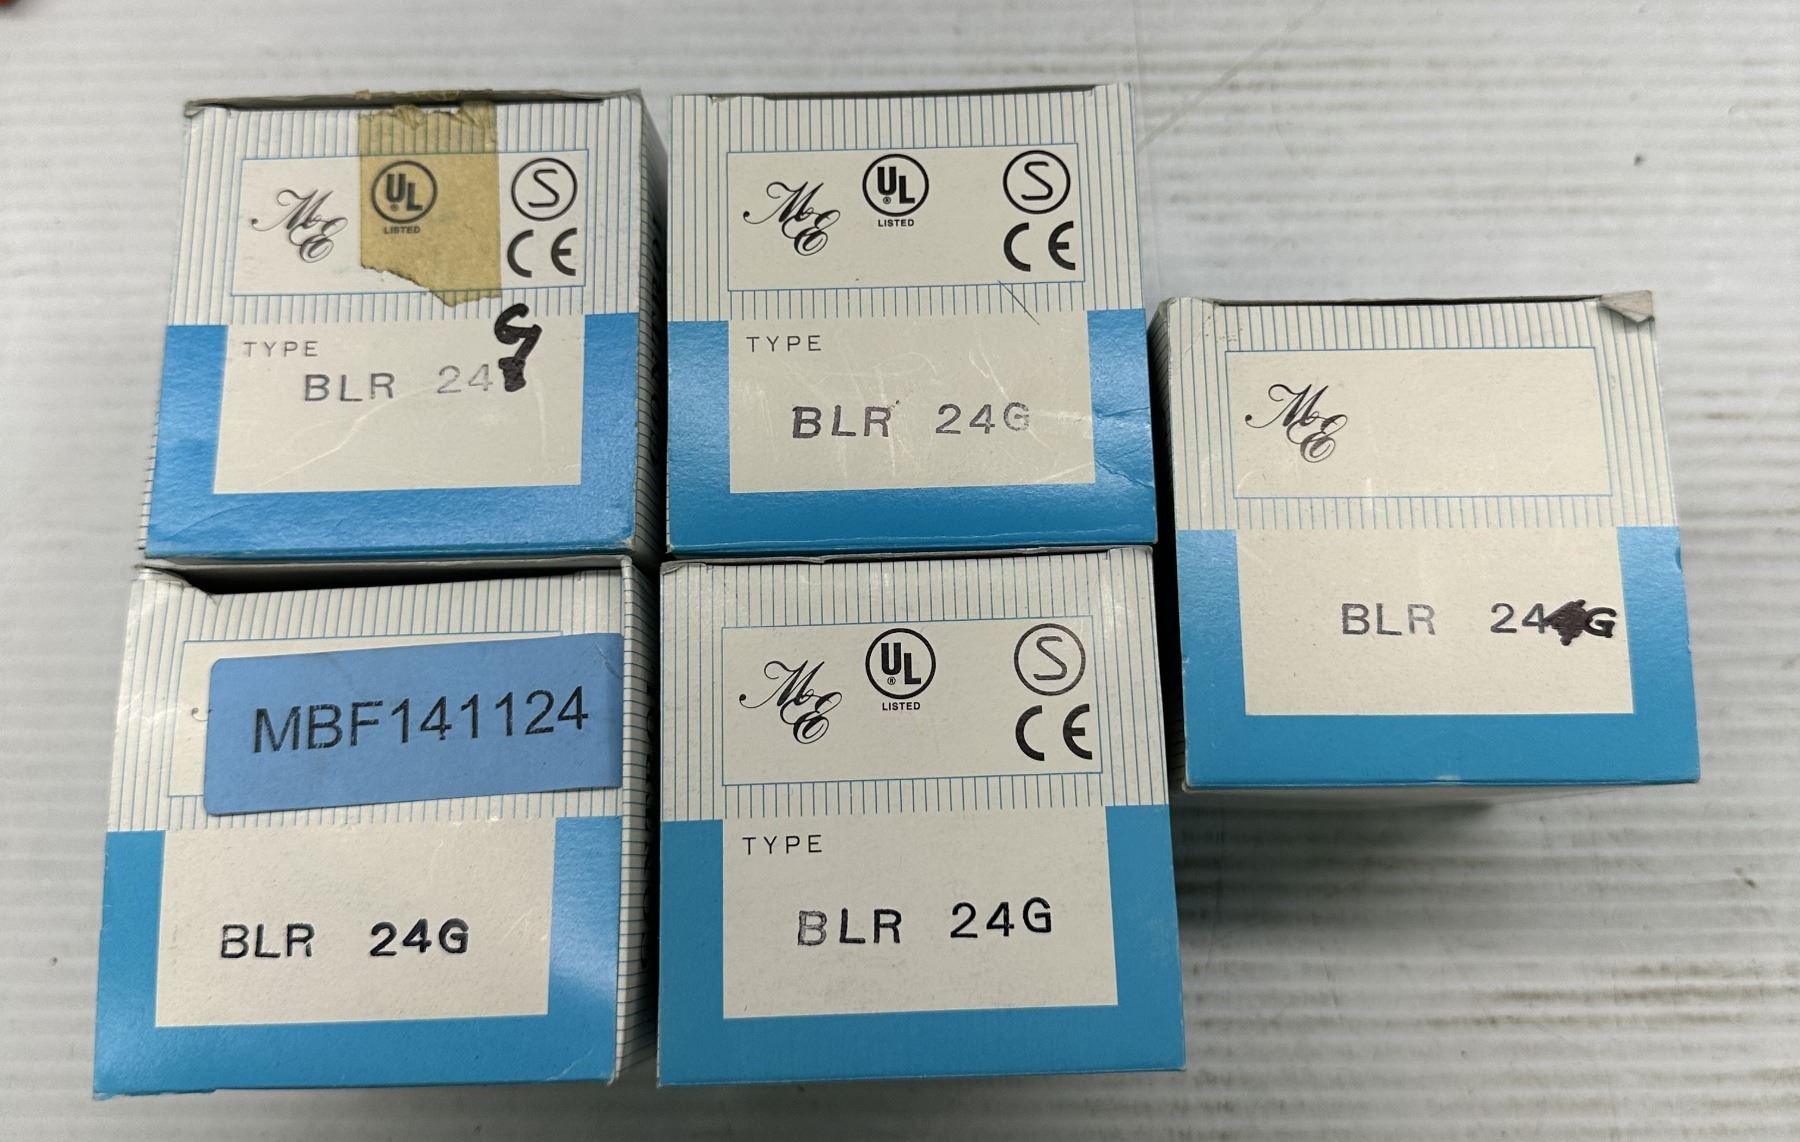 ME UL® LISTED S
CE
TYPE
G
BLR 24
ME UL® LISTED S
CE
TYPE
BLR 24G
ME
BLR 24G
MBF141124
BLR 24G
ME UL® LISTED S
CE
TYPE
BLR 24G